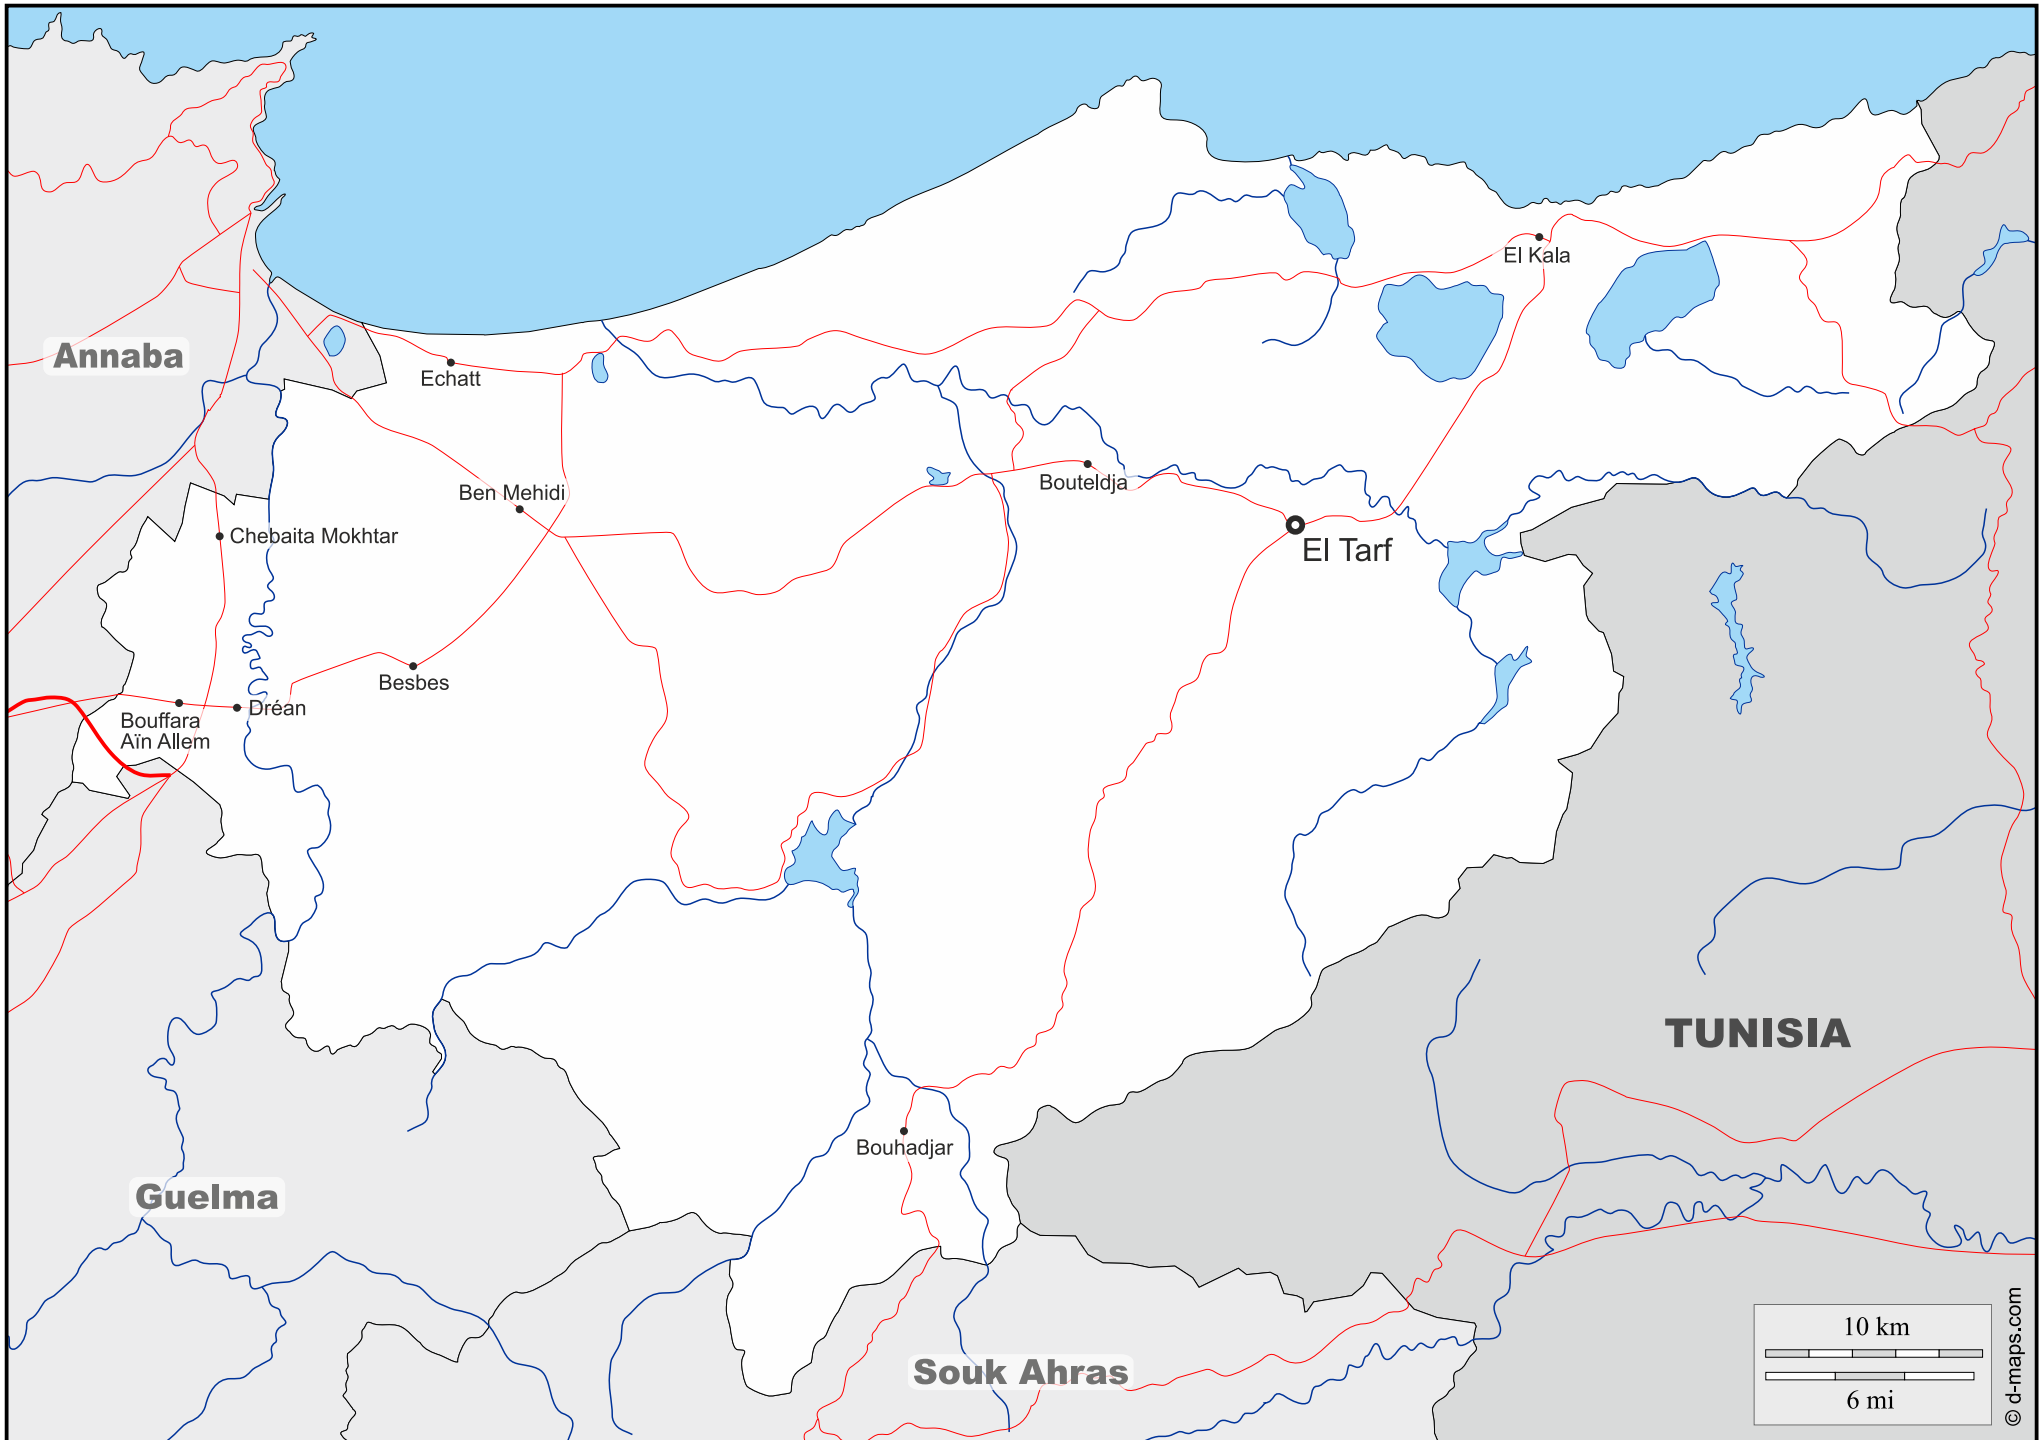 El Kala
Annaba
Echatt
Bouteldja
Ben Mehidi
Chebaita Mokhtar
El Tarf
Besbes
Dréan
Bouffara
Aïn Allem
TUNISIA
Bouhadjar
Guelma
Souk Ahras
10 km
6 mi
© d-maps.com